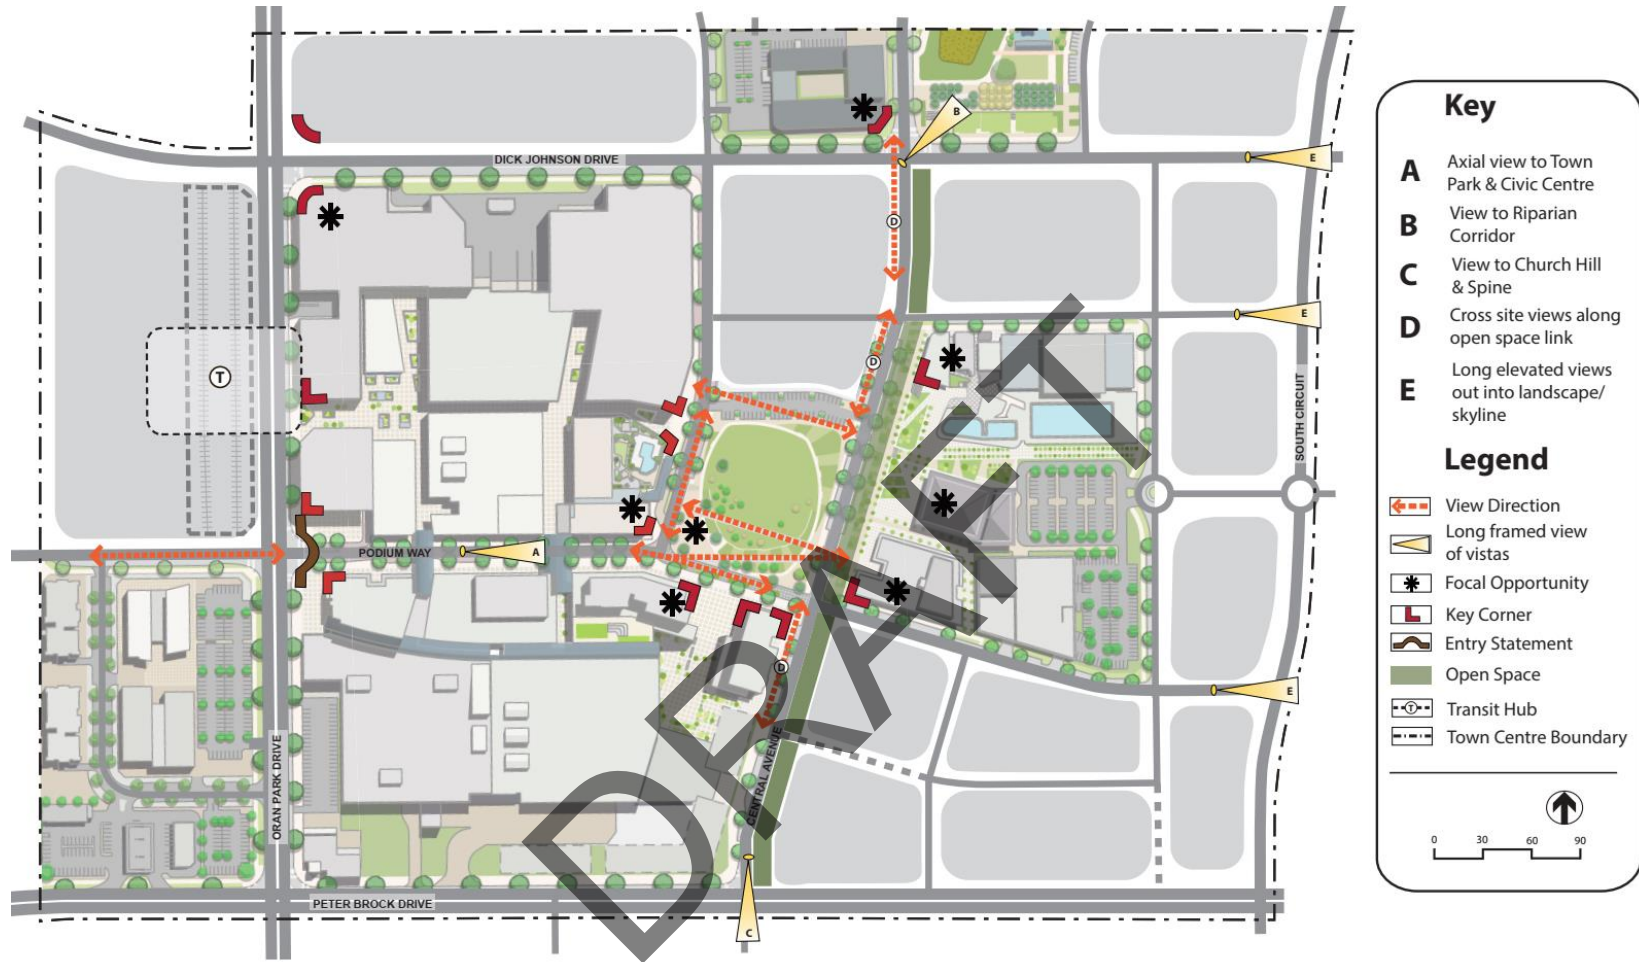 DICK JOHNSON DRIVE
B
E
D
E
D
T
SOUTH CIRCUIT
PODIUM WAY
A
D
E
ORAN PARK DRIVE
CENTRAL AVENUE
PETER BROCK DRIVE
C
DRAFT
Key
A
Axial view to Town
Park & Civic Centre
B
View to Riparian
Corridor
C
View to Church Hill
& Spine
D
Cross site views along
open space link
E
Long elevated views
out into landscape/
skyline
Legend
View Direction
Long framed view
of vistas
Focal Opportunity
Key Corner
Entry Statement
Open Space
T
Transit Hub
Town Centre Boundary
0 30 60 90